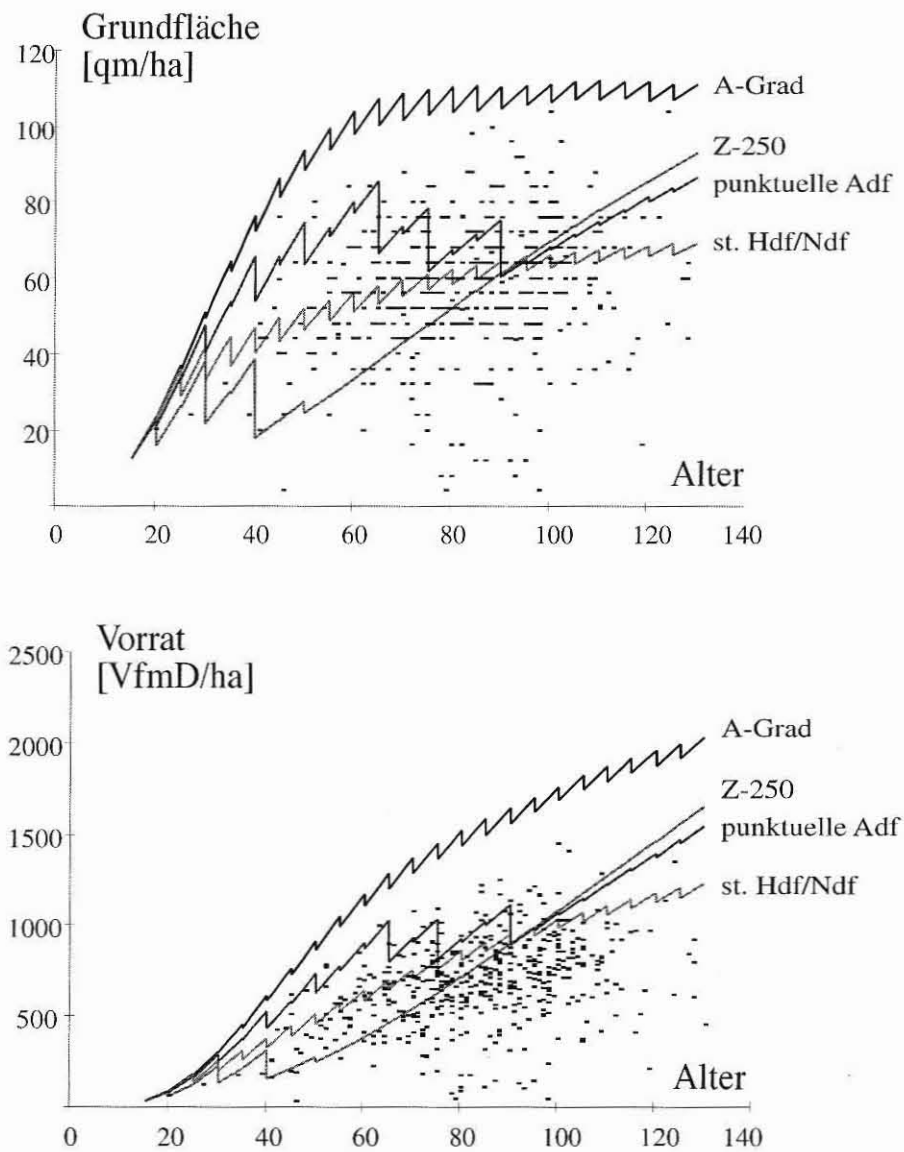 Grundfläche
[qm/ha]
120
100
80
60
40
20
A-Grad
Z-250
punktuelle Adf
st. Hdf/Ndf
Alter
0 20 40 60 80 100 120 140
Vorrat
[VfmD/ha]
2500
2000
1500
1000
500
A-Grad
Z-250
punktuelle Adf
st. Hdf/Ndf
Alter
0 20 40 60 80 100 120 140